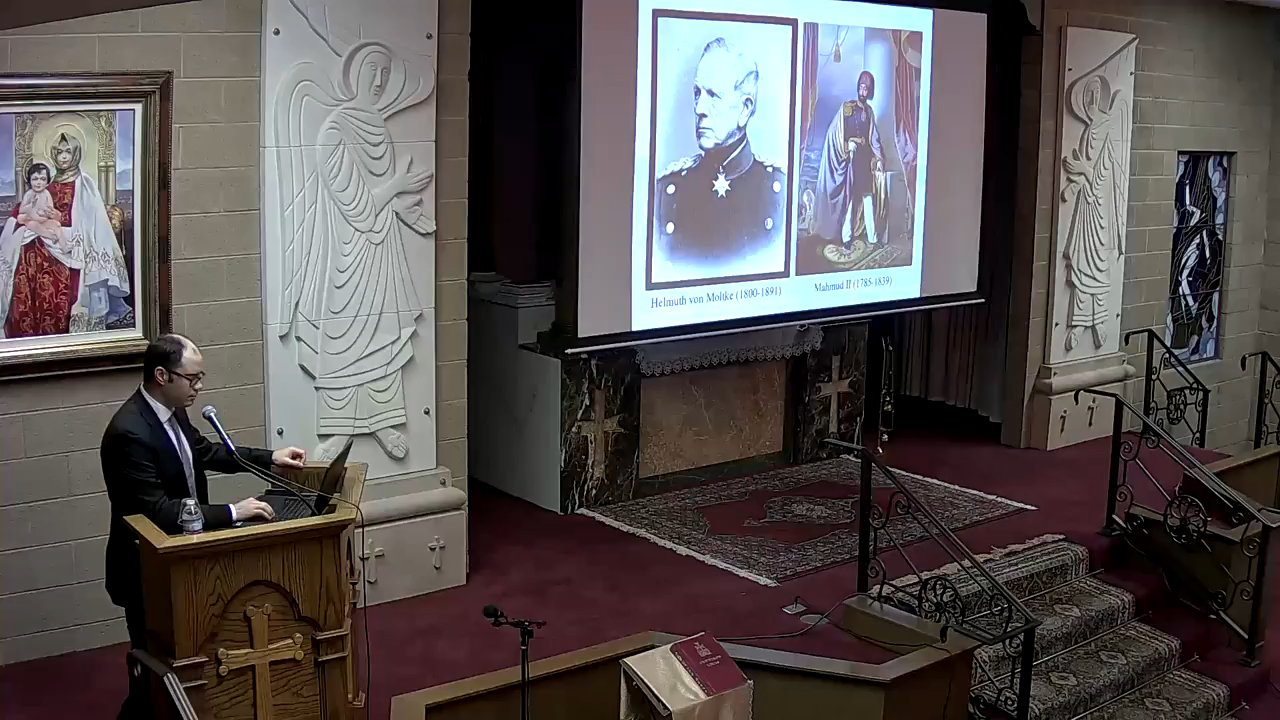 Helmuth von Moltke (1800-1891)
Mahmud II (1785-1839)